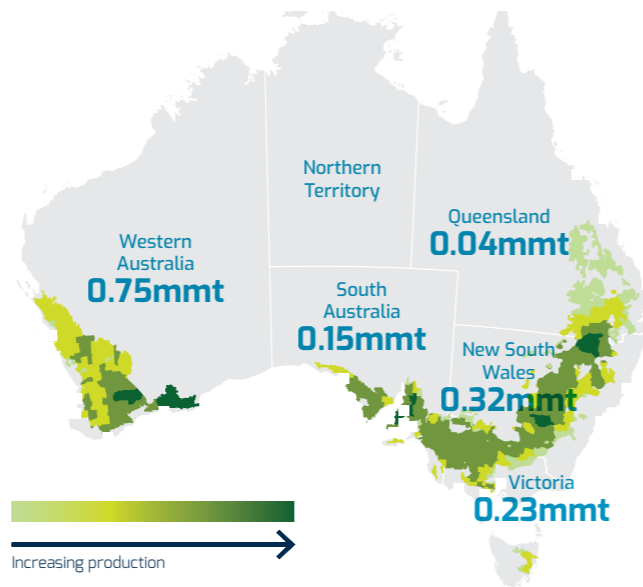 Northern
Territory
Queensland
0.04mmt
Western
Australia
0.75mmt
South
Australia
0.15mmt
New South
Wales
0.32mmt
Victoria
0.23mmt
Increasing production